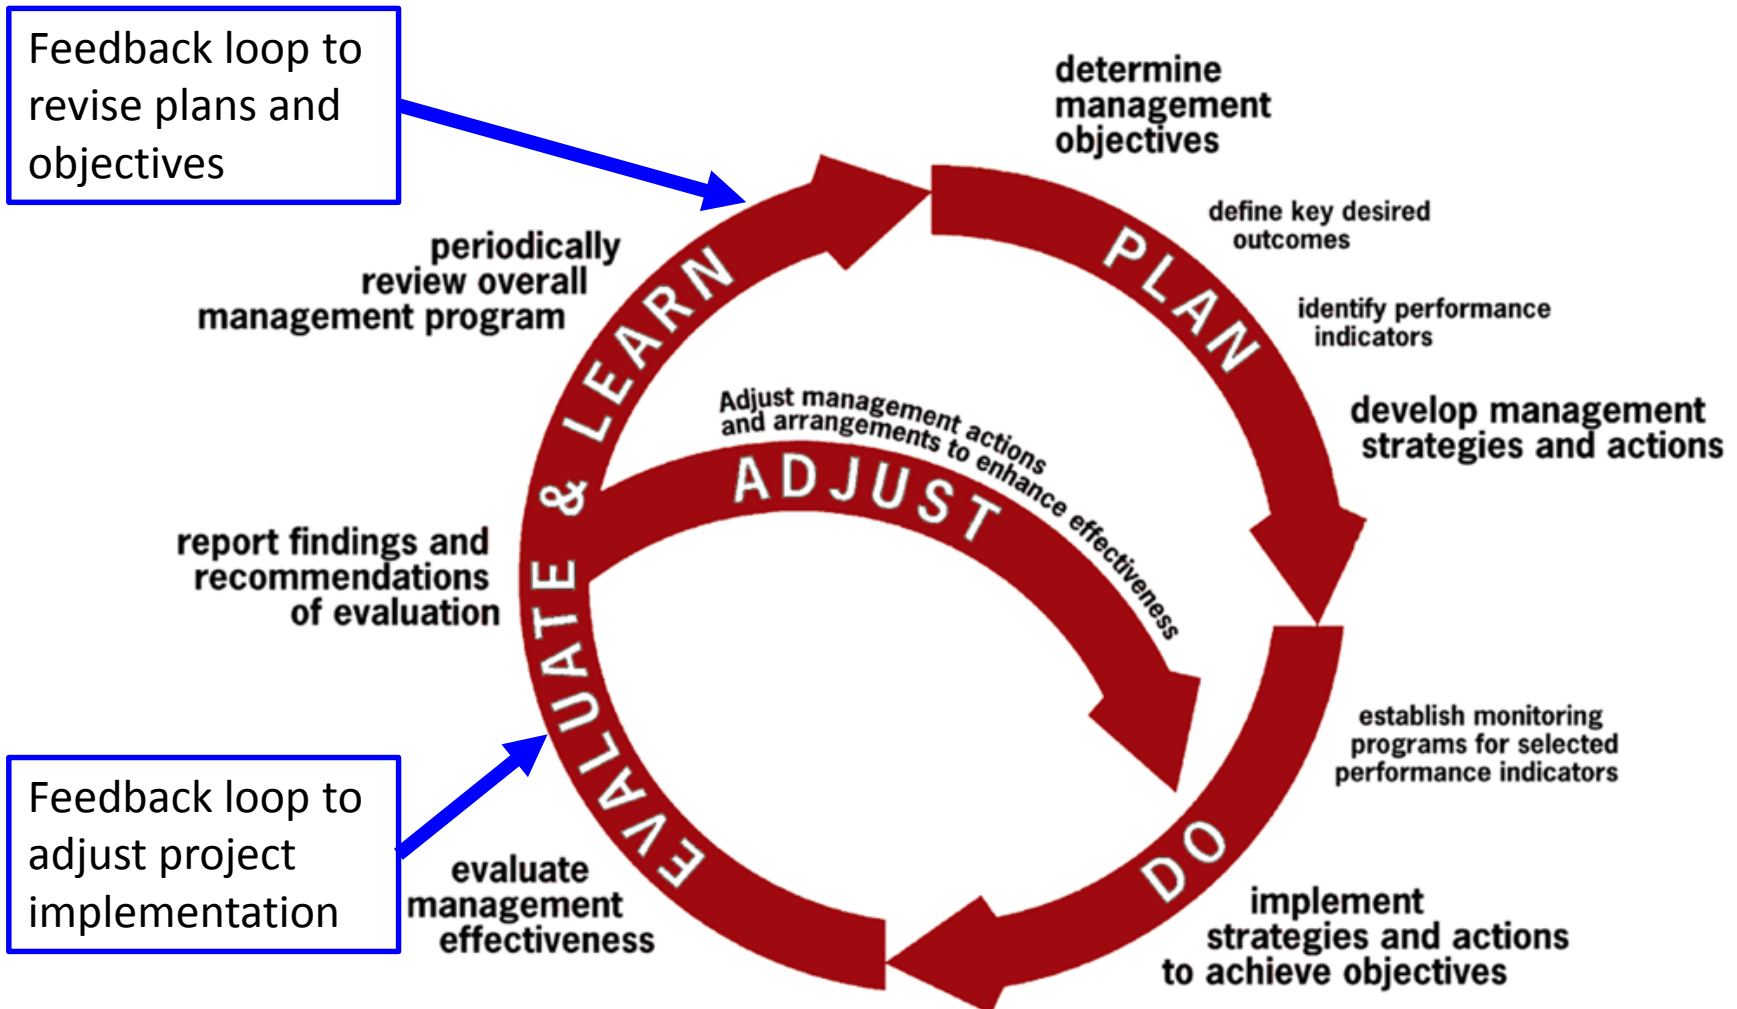 Feedback loop to
revise plans and
objectives
determine
management
objectives
define key desired
outcomes
PLAN
identify performance
indicators
develop management
strategies and actions
periodically
review overall
management program
Adjust management actions
and arrangements to enhance effectiveness
ADJUST
report findings and
recommendations
of evaluation
EVALUATE & LEARN
establish monitoring
programs for selected
performance indicators
DO
implement
strategies and actions
to achieve objectives
Feedback loop to
adjust project
implementation
evaluate
management
effectiveness